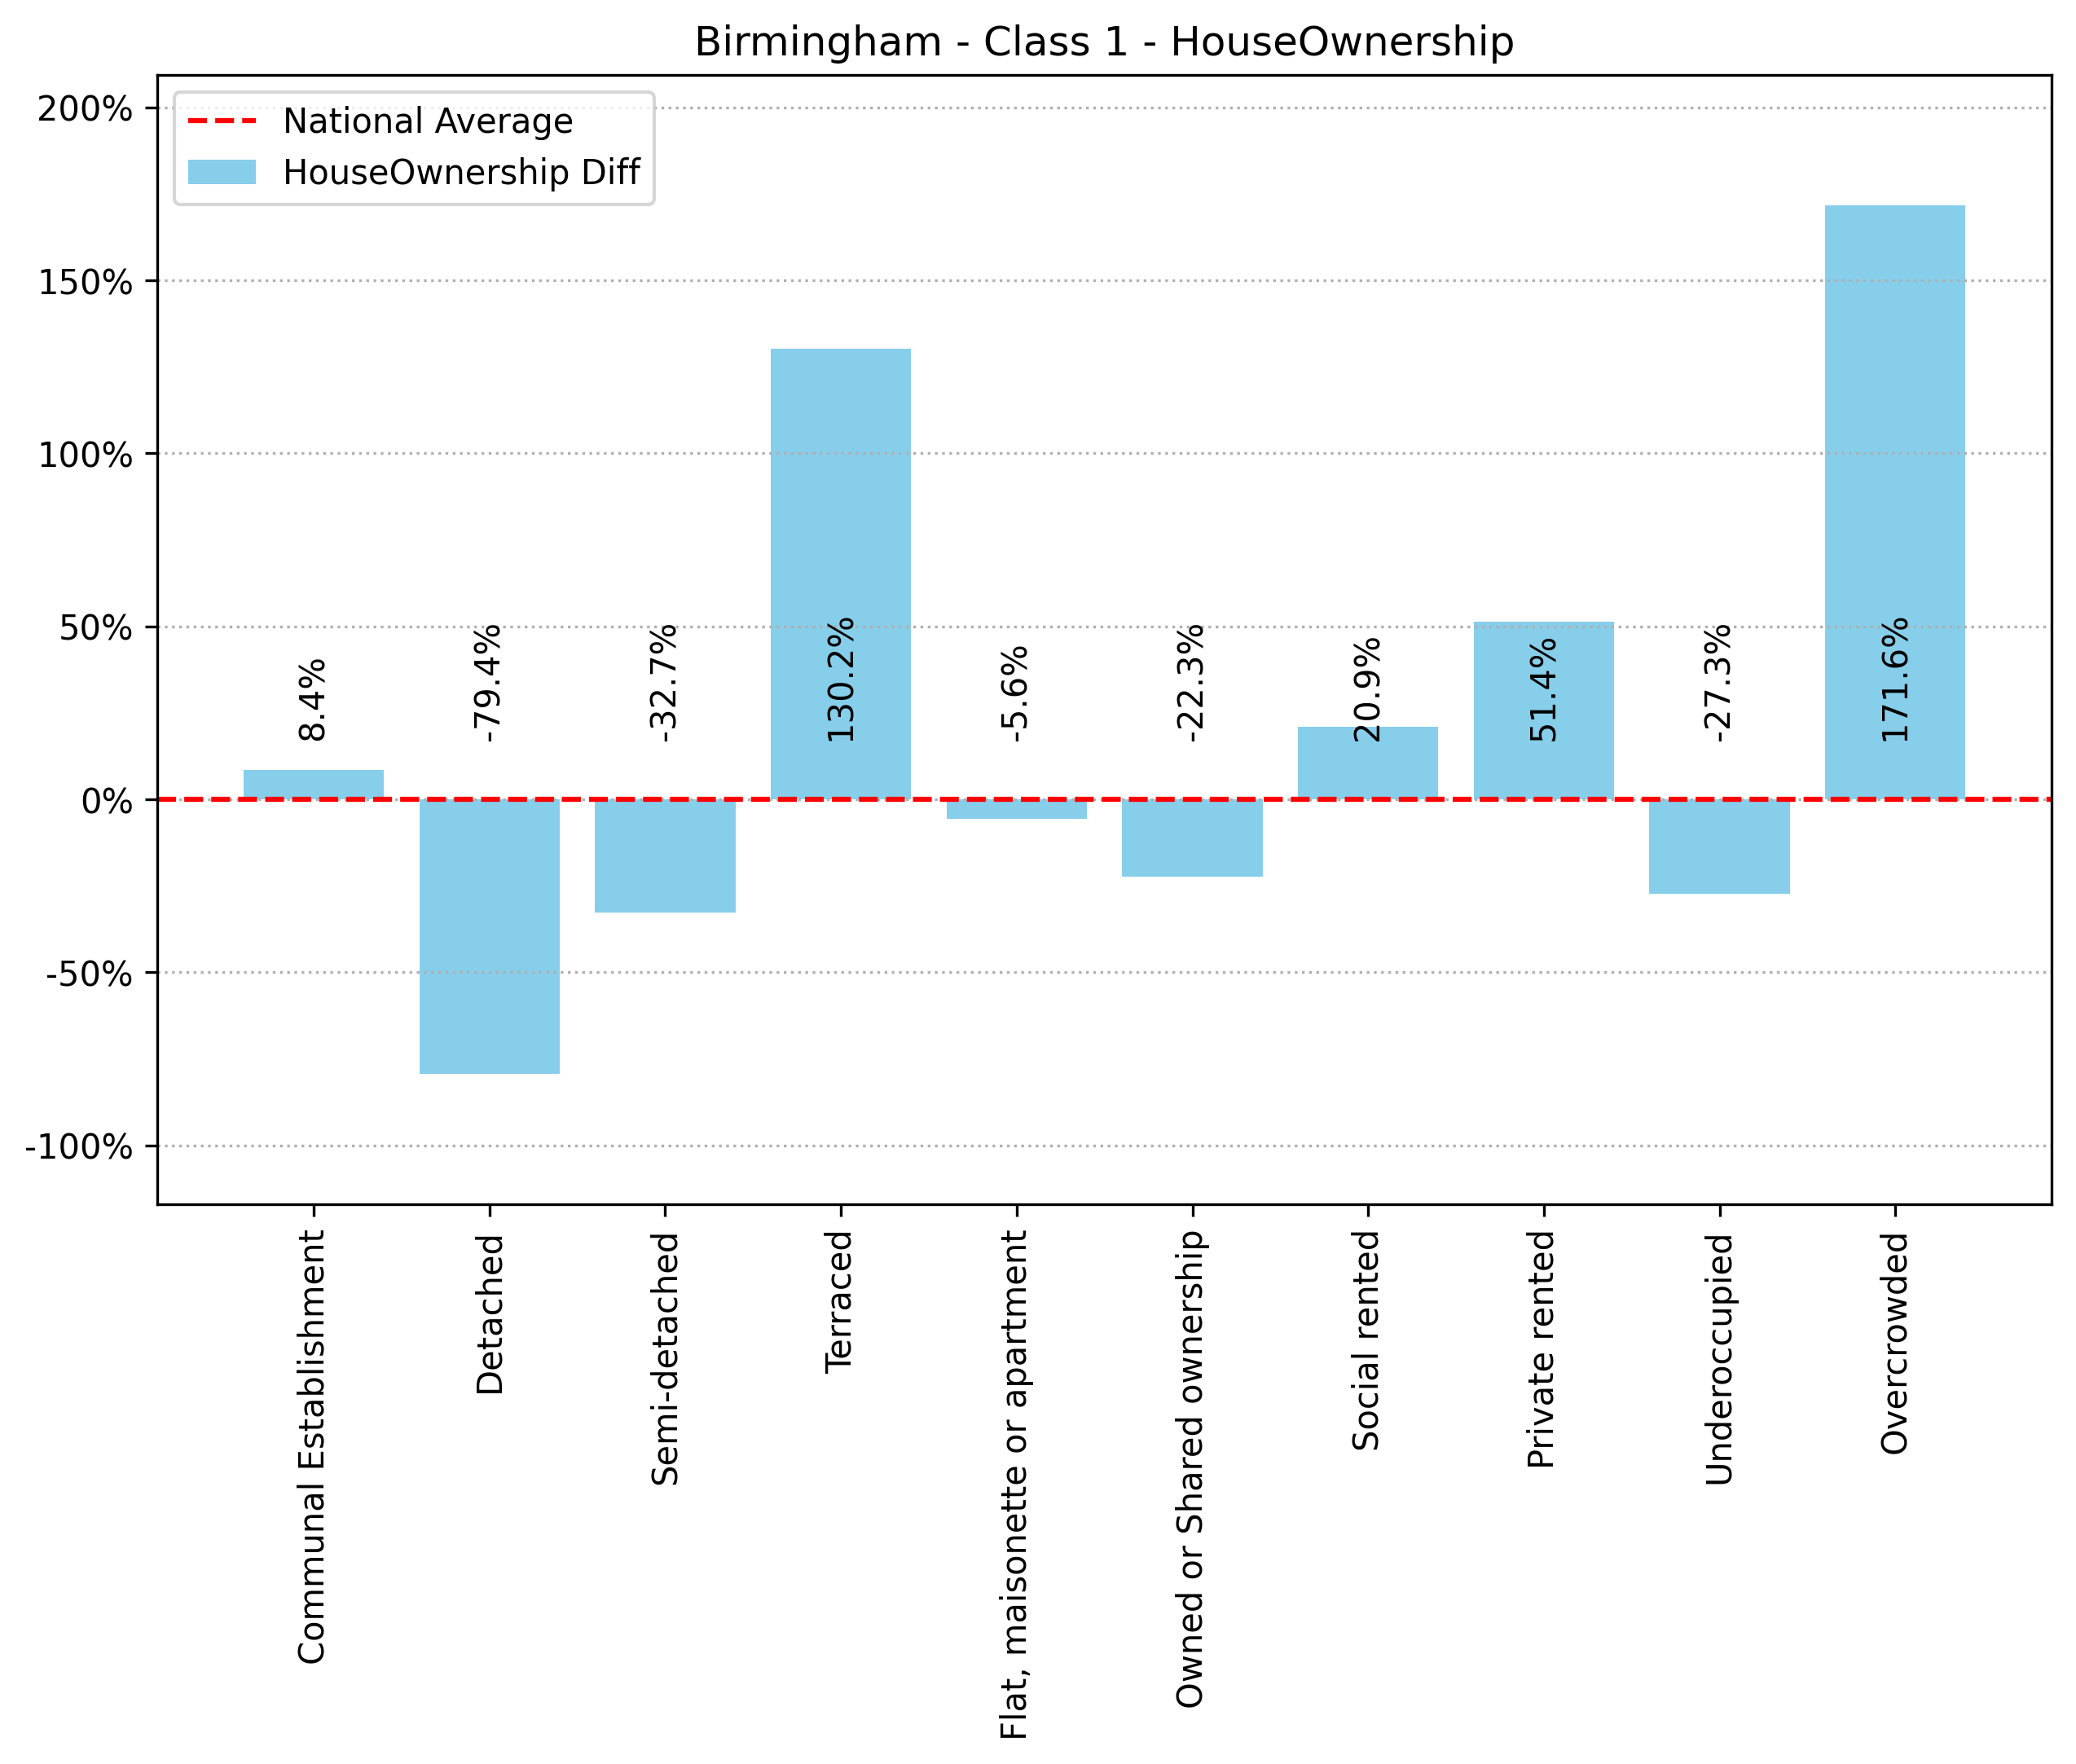 Birmingham - Class 1 - HouseOwnership
National Average
HouseOwnership Diff
200%
150%
100%
50%
0%
-50%
-100%
8.4%
-79.4%
-32.7%
130.2%
-5.6%
-22.3%
20.9%
51.4%
-27.3%
171.6%
Communal Establishment
Detached
Semi-detached
Terraced
Flat, maisonette or apartment
Owned or Shared ownership
Social rented
Private rented
Underoccupied
Overcrowded